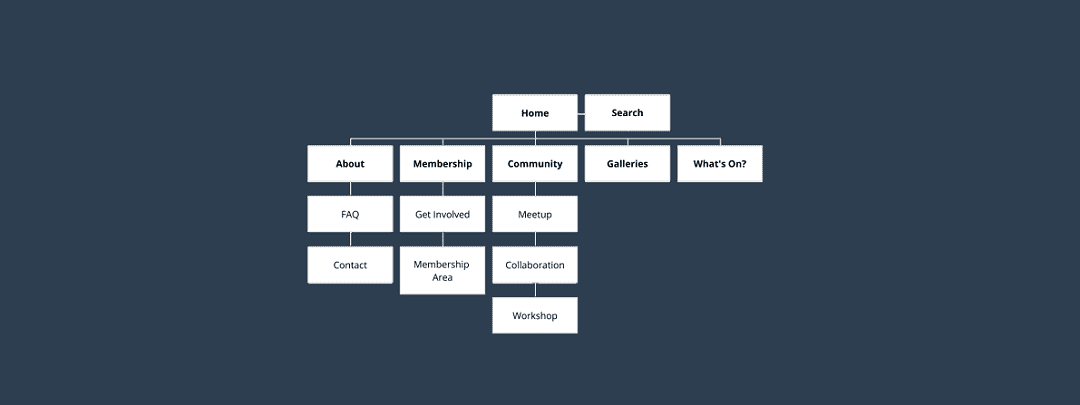 Home
Search
About
Membership
Community
Galleries
What's On?
FAQ
Get Involved
Meetup
Contact
Membership
Area
Collaboration
Workshop